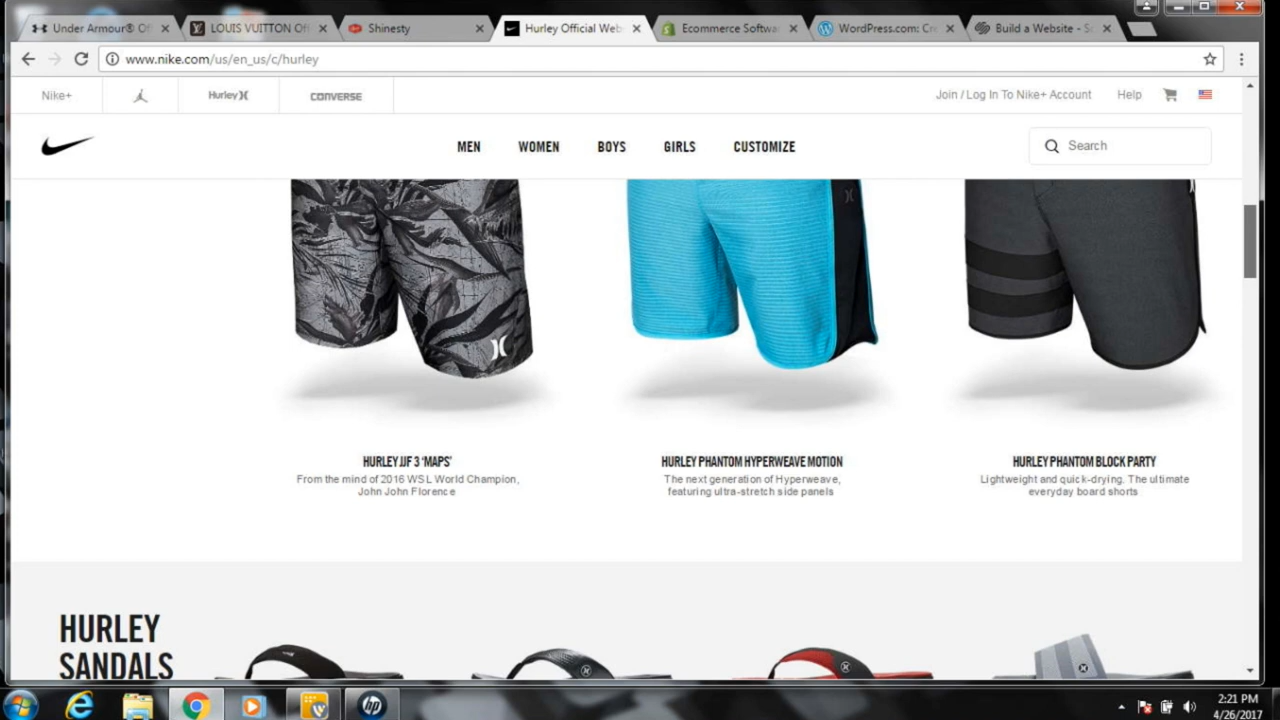 Under Armour® Of
LOUIS VUITTON Offi
Shinesty
Hurley Official Web
Ecommerce Softwa
WordPress.com: Cr
Build a Website - S
www.nike.com/us/en_us/c/hurley
Nike+
Hurley
CONVERSE
Join / Log In To Nike+ Account
Help
MEN
WOMEN
BOYS
GIRLS
CUSTOMIZE
Search
HURLEY JJF 3 ‘MAPS’
From the mind of 2016 WSL World Champion,
John John Florence
HURLEY PHANTOM HYPERWEAVE MOTION
The next generation of Hyperweave,
featuring ultra-stretch side panels
HURLEY PHANTOM BLOCK PARTY
Lightweight and quick-drying. The ultimate
everyday board shorts
HURLEY
SANDALS
hp
2:21 PM
4/26/2017